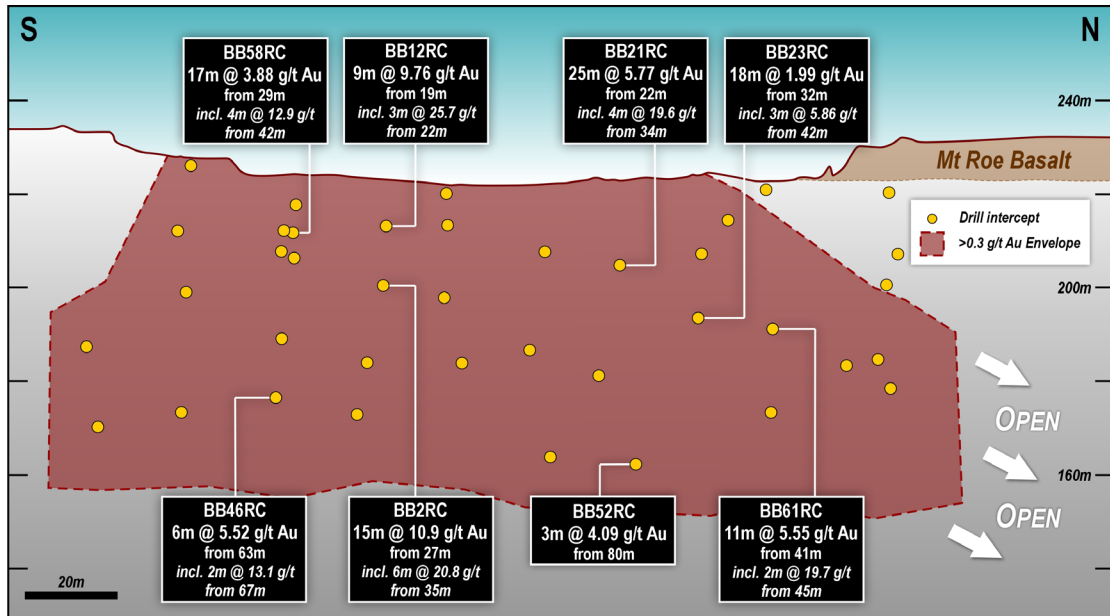 S
N
BB58RC
17m @ 3.88 g/t Au
from 29m
incl. 4m @ 12.9 g/t
from 42m
BB12RC
9m @ 9.76 g/t Au
from 19m
incl. 3m @ 25.7 g/t
from 22m
BB21RC
25m @ 5.77 g/t Au
from 22m
incl. 4m @ 19.6 g/t
from 34m
BB23RC
18m @ 1.99 g/t Au
from 32m
incl. 3m @ 5.86 g/t
from 42m
240m
Mt Roe Basalt
Drill intercept
>0.3 g/t Au Envelope
200m
OPEN
160m
OPEN
BB46RC
6m @ 5.52 g/t Au
from 63m
incl. 2m @ 13.1 g/t
from 67m
BB2RC
15m @ 10.9 g/t Au
from 27m
incl. 6m @ 20.8 g/t
from 35m
BB52RC
3m @ 4.09 g/t Au
from 80m
BB61RC
11m @ 5.55 g/t Au
from 41m
incl. 2m @ 19.7 g/t
from 45m
20m